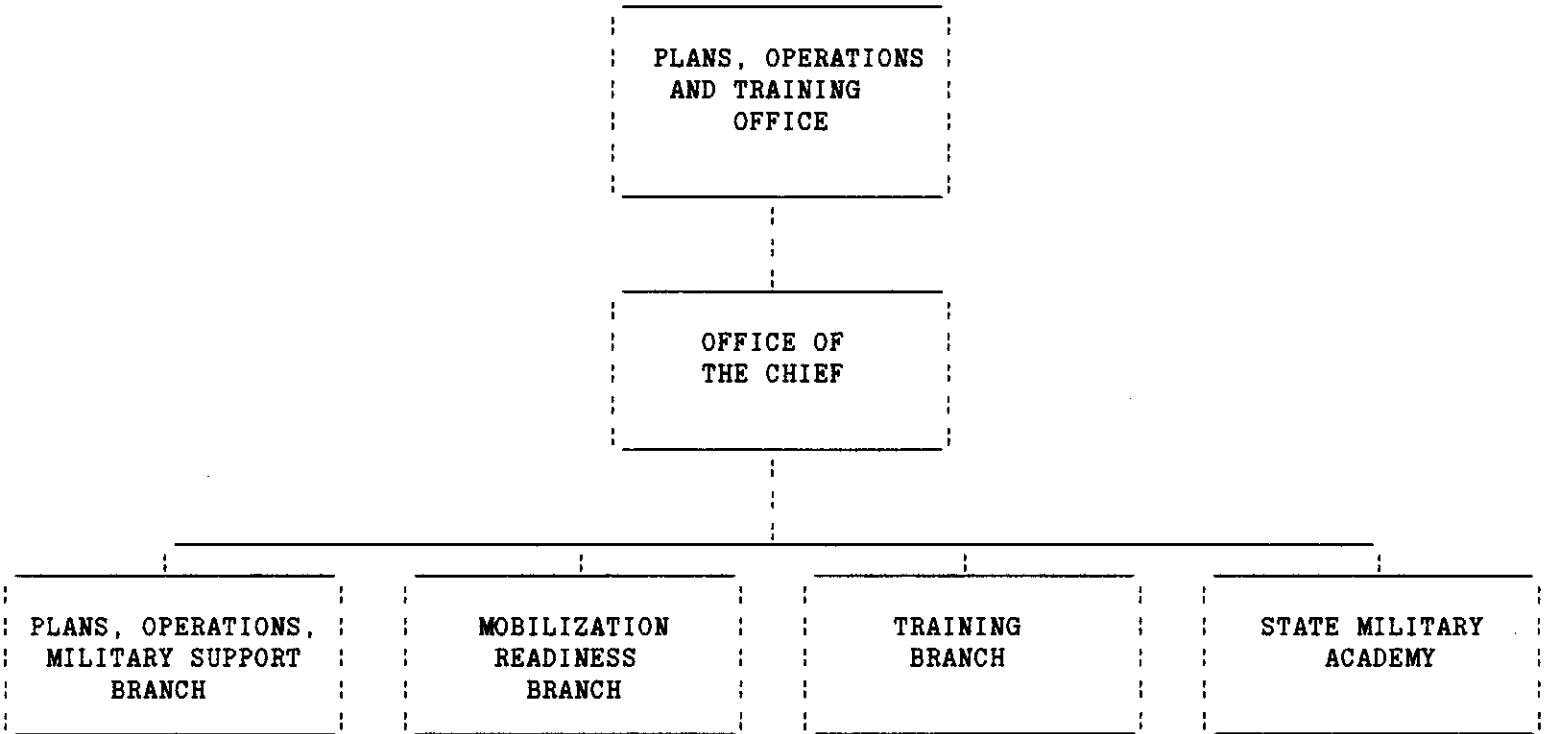 PLANS, OPERATIONS
AND TRAINING
OFFICE
OFFICE OF
THE CHIEF
PLANS, OPERATIONS,
MILITARY SUPPORT
BRANCH
MOBILIZATION
READINESS
BRANCH
TRAINING
BRANCH
STATE MILITARY
ACADEMY